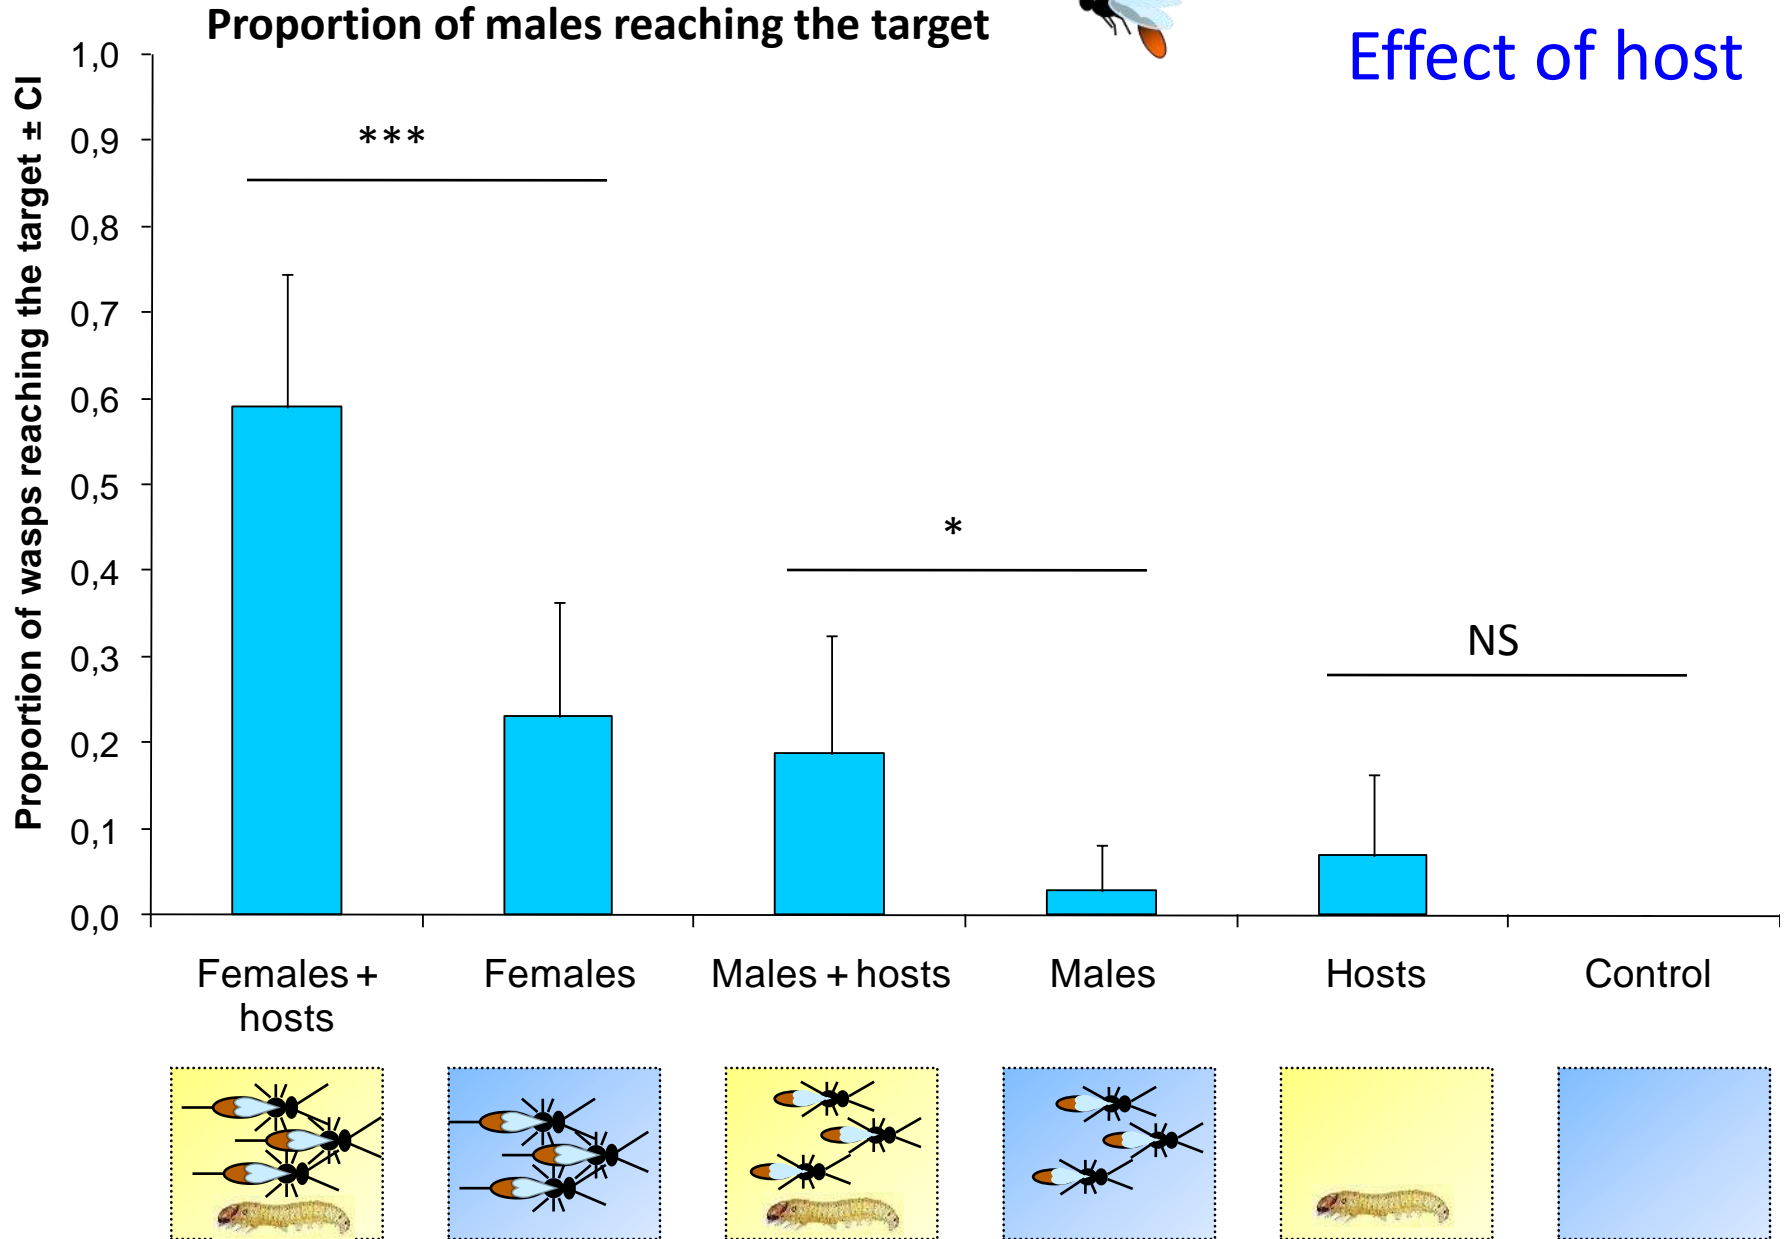 Proportion of males reaching the target
Effect of host
Proportion of wasps reaching the target ± CI
1,0
0,9
0,8
0,7
0,6
0,5
0,4
0,3
0,2
0,1
0,0
***
*
NS
Females +
hosts
Females
Males + hosts
Males
Hosts
Control